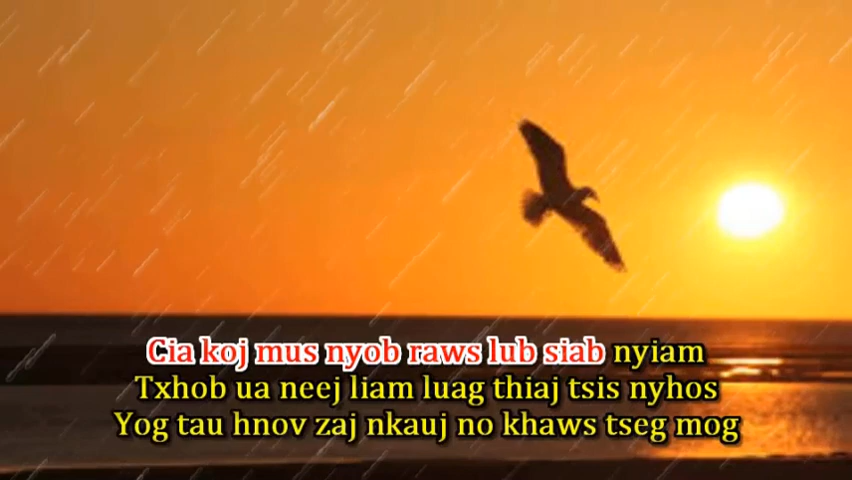 Cia koj mus nyob raws lub siab nyiam
Txhob ua neej liam luag thiaj tsis nyhos
Yog tau hnov zaj nkauj no khaws tseg mog